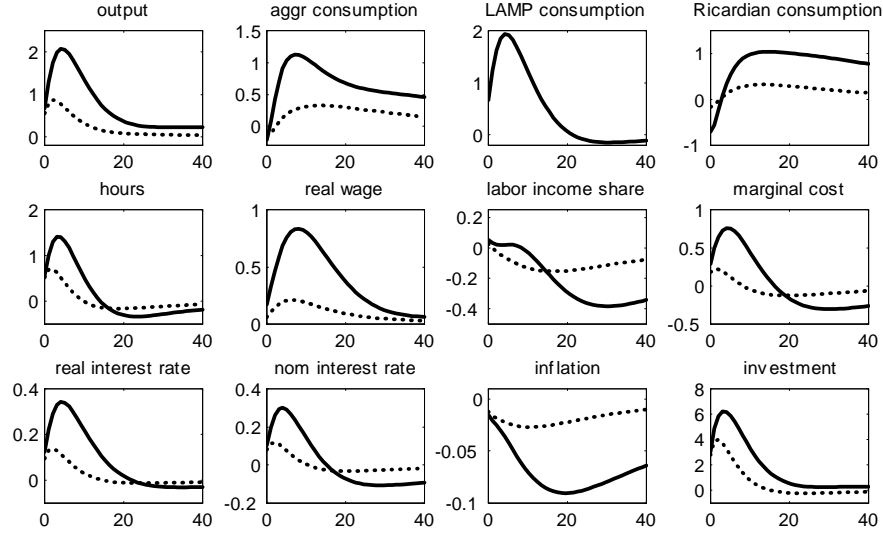 output
aggr consumption
LAMP consumption
Ricardian consumption
2
1
0
0 20 40
1.5
1
0.5
0
0 20 40
2
1
0
0 20 40
1
0
-1
0 20 40
hours
real wage
labor income share
marginal cost
2
1
0
0 20 40
1
0.5
0
0 20 40
0.2
0
-0.2
-0.4
0 20 40
1
0.5
0
-0.5
0 20 40
real interest rate
nom interest rate
inflation
investment
0.4
0.2
0
0 20 40
0.4
0.2
0
-0.2
0 20 40
0
-0.05
-0.1
0 20 40
8
6
4
2
0
0 20 40